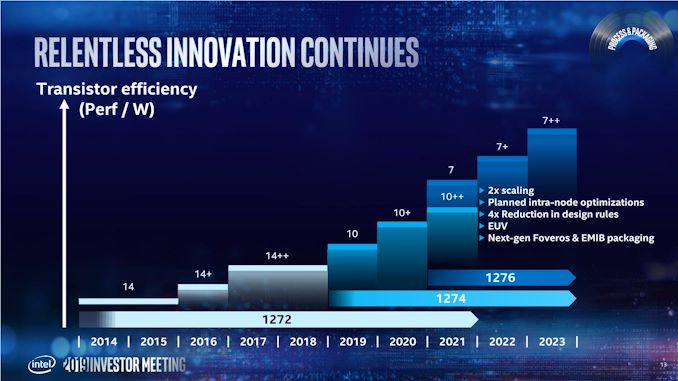 RELENTLESS INNOVATION CONTINUES
PROCESS & PACKAGING
Transistor efficiency
(Perf / W)
7++
7+
7
10++
10+
10
14++
14+
14
2x scaling
Planned intra-node optimizations
4x Reduction in design rules
EUV
Next-gen Foveros & EMIB packaging
1276
1274
1272
2014 2015 2016 2017 2018 2019 2020 2021 2022 2023
intel 2019 INVESTOR MEETING
13